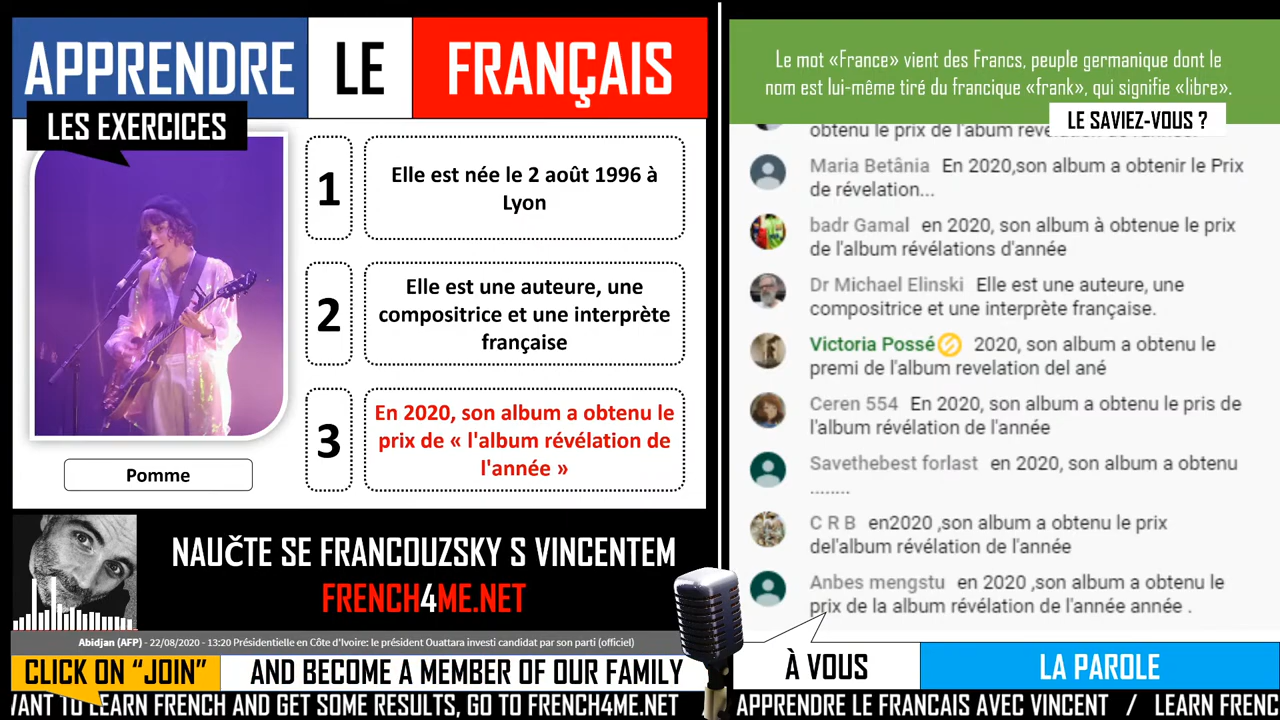 APPRENDRE LE FRANÇAIS
LES EXERCICES
1
Elle est née le 2 août 1996 à
Lyon
2
Elle est une auteure, une
compositrice et une interprète
française
3
En 2020, son album a obtenu le
prix de « l'album révélation de
l'année »
Pomme
NAUČTE SE FRANCOUZSKY S VINCENTEM
FRENCH4ME.NET
Abidjan (AFP) - 22/08/2020 - 13:20 Présidentielle en Côte d'Ivoire: le président Ouattara investi candidat par son parti (officiel)
CLICK ON “JOIN” AND BECOME A MEMBER OF OUR FAMILY
WANT TO LEARN FRENCH AND GET SOME RESULTS, GO TO FRENCH4ME.NET
Le mot «France» vient des Francs, peuple germanique dont le
nom est lui-même tiré du francique «frank», qui signifie «libre».
LE SAVIEZ-VOUS ?
obtenu le prix de l'album
Maria Betânia En 2020,son album a obtenir le Prix
de révelation...
badr Gamal en 2020, son album à obtenue le prix
de l'album révélations d'année
Dr Michael Elinski Elle est une auteure, une
compositrice et une interprète française.
Victoria Possé 2020, son album a obtenu le
premi de l'album revelation del ané
Ceren 554 En 2020, son album a obtenu le pris de
l'album révélation de l'année
Savethebest forlast en 2020, son album a obtenu
........
C R B en2020 ,son album a obtenu le prix
del'album révélation de l'année
Anbes mengstu en 2020 ,son album a obtenu le
prix de la album révélation de l'année année .
À VOUS LA PAROLE
APPRENDRE LE FRANCAIS AVEC VINCENT / LEARN FRENC